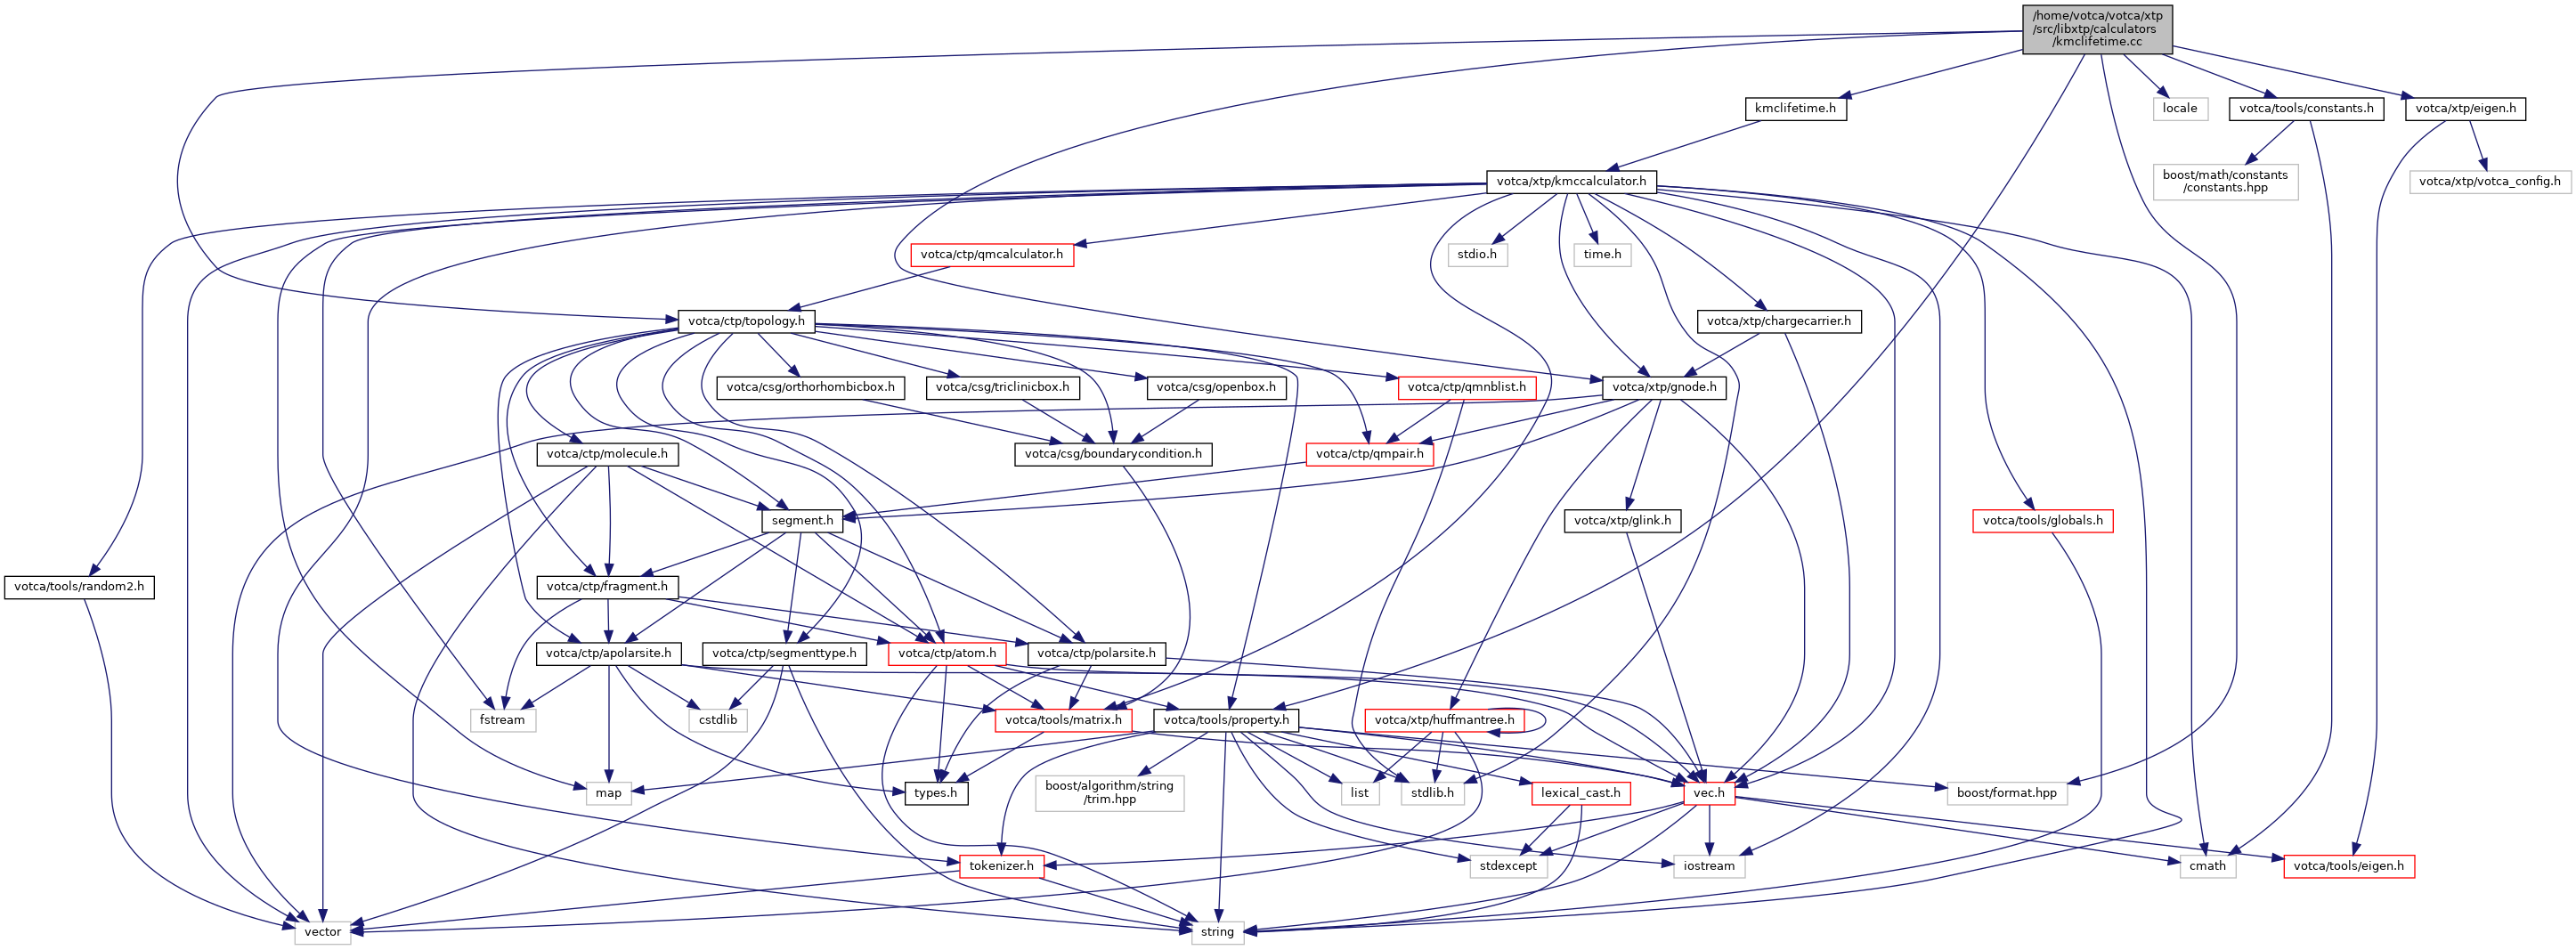 /home/votca/votca/xtp
/src/libxtp/calculators
/kmclifetime.cc
kmclifetime.h
locale
votca/tools/constants.h
votca/xtp/eigen.h
boost/math/constants
/constants.hpp
votca/xtp/votca_config.h
votca/xtp/kmccalculator.h
votca/ctp/qmcalculator.h
stdio.h
time.h
votca/ctp/topology.h
votca/xtp/chargecarrier.h
votca/csg/orthorhombicbox.h
votca/csg/triclinicbox.h
votca/csg/openbox.h
votca/ctp/qmnblist.h
votca/xtp/gnode.h
votca/ctp/molecule.h
votca/csg/boundarycondition.h
votca/ctp/qmpair.h
segment.h
votca/xtp/glink.h
votca/tools/globals.h
votca/tools/random2.h
votca/ctp/fragment.h
votca/ctp/apolarsite.h
votca/ctp/segmenttype.h
votca/ctp/atom.h
votca/ctp/polarsite.h
fstream
cstdlib
votca/tools/matrix.h
votca/tools/property.h
votca/xtp/huffmantree.h
map
types.h
boost/algorithm/string
/trim.hpp
list
stdlib.h
lexical_cast.h
vec.h
boost/format.hpp
tokenizer.h
stdexcept
iostream
cmath
votca/tools/eigen.h
vector
string